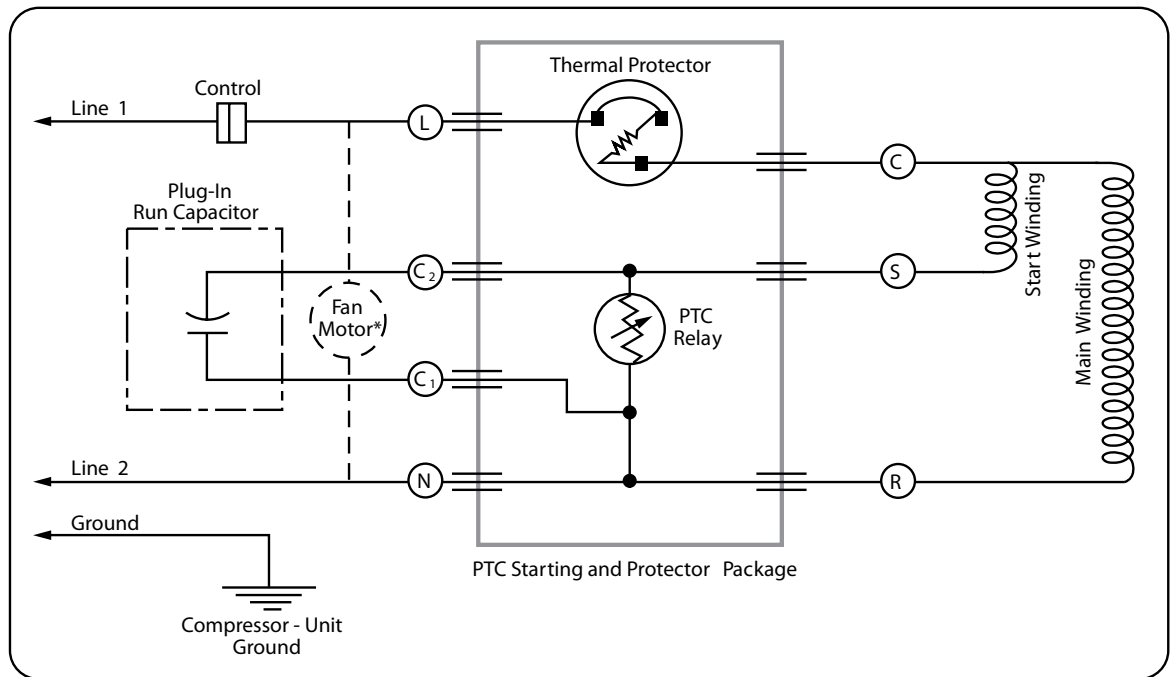 Thermal Protector
Control
Line 1
L
C
Plug-In
Run Capacitor
Start Winding
C2
S
Fan
Motor*
PTC
Relay
Main Winding
C1
Line 2
N
R
Ground
PTC Starting and Protector Package
Compressor - Unit
Ground